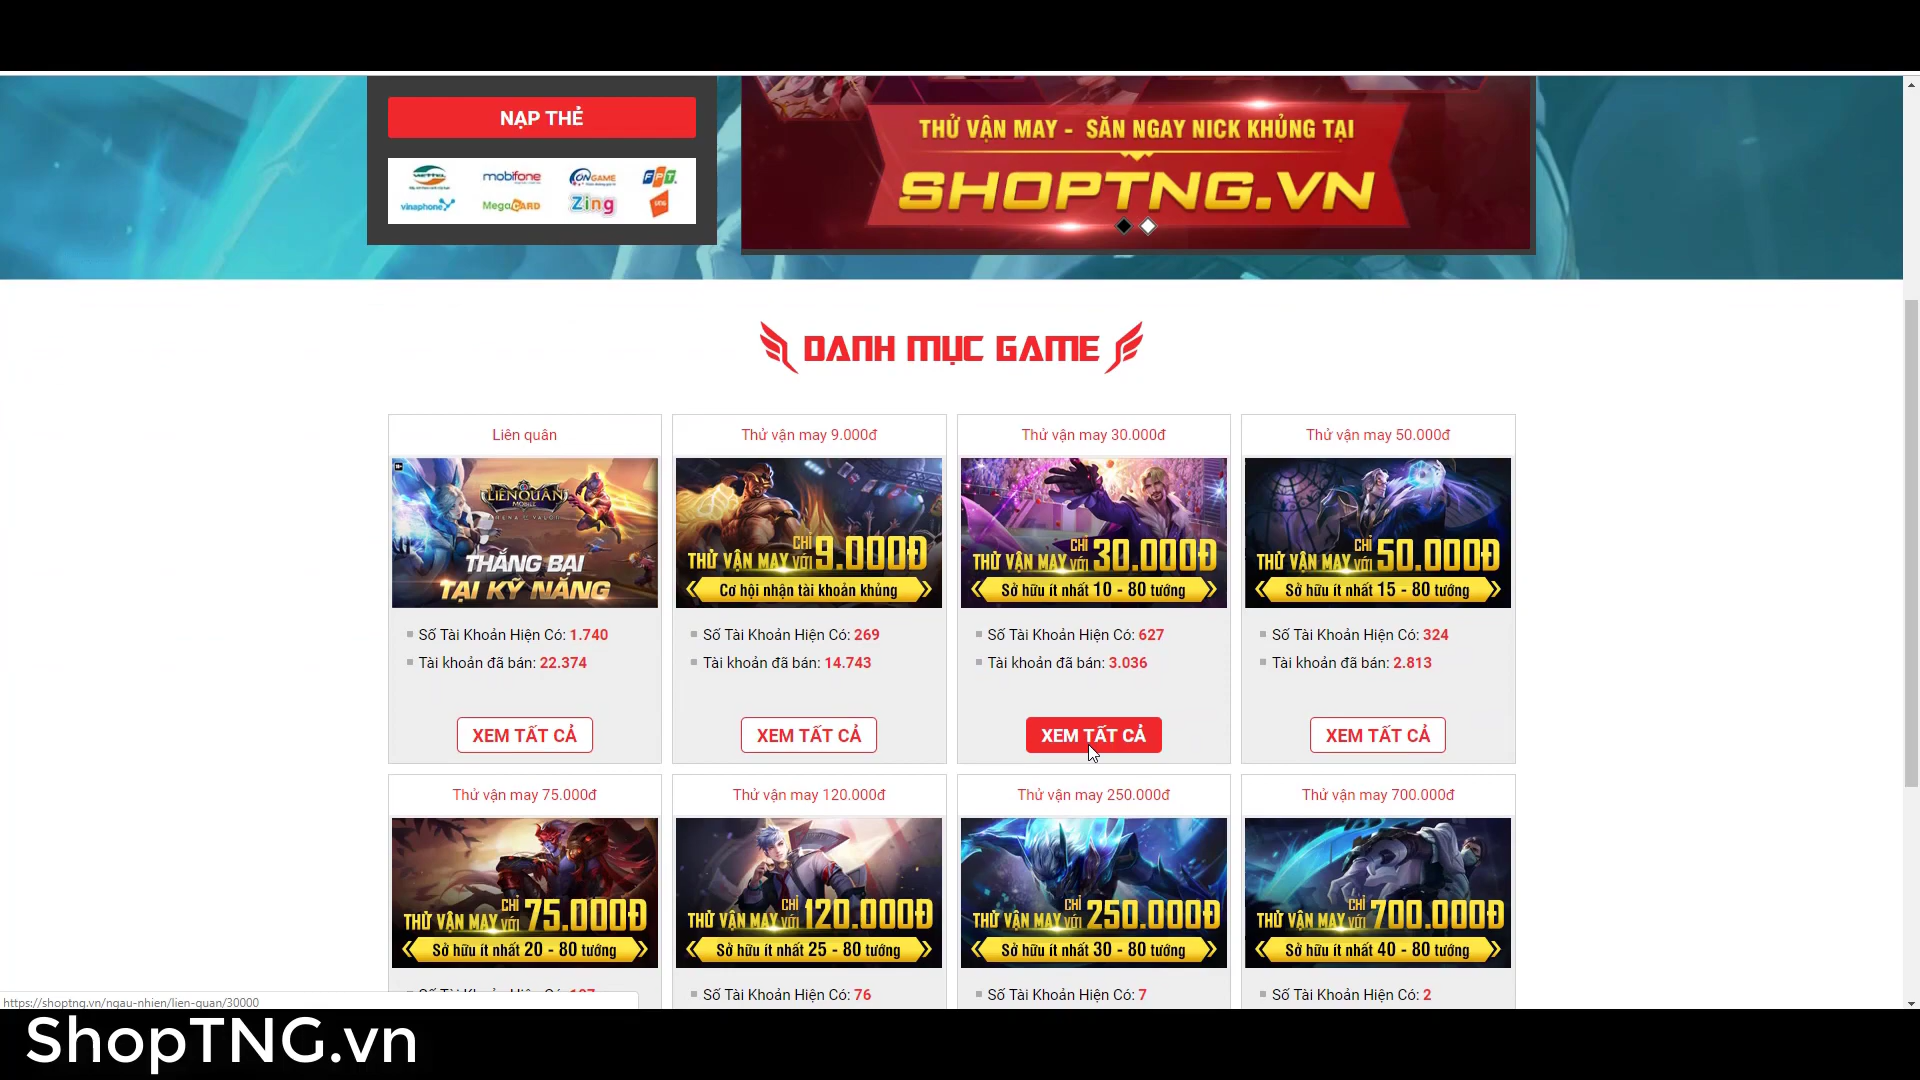 NẠP THẺ
VIETTEL
mobifone
ONGAME
FPT.
vinaphone
MegaCARD
Zing
THỬ VẬN MAY - SĂN NGAY NICK KHỦNG TẠI
SHOPTNG.VN
DANH MỤC GAME
Liên quân
Thử vận may 9.000đ
Thử vận may 30.000đ
Thử vận may 50.000đ
LIÊN QUÂN
MOBILE
THẮNG BẠI
TẠI KỸ NĂNG
THỬ VẬN MAY VỚI CHỈ 9.000Đ
Cơ hội nhận tài khoản khủng
THỬ VẬN MAY VỚI CHỈ 30.000Đ
Sở hữu ít nhất 10 - 80 tướng
THỬ VẬN MAY VỚI CHỈ 50.000Đ
Sở hữu ít nhất 15 - 80 tướng
Số Tài Khoản Hiện Có: 1.740
Tài khoản đã bán: 22.374
Số Tài Khoản Hiện Có: 269
Tài khoản đã bán: 14.743
Số Tài Khoản Hiện Có: 627
Tài khoản đã bán: 3.036
Số Tài Khoản Hiện Có: 324
Tài khoản đã bán: 2.813
XEM TẤT CẢ
XEM TẤT CẢ
XEM TẤT CẢ
XEM TẤT CẢ
Thử vận may 75.000đ
Thử vận may 120.000đ
Thử vận may 250.000đ
Thử vận may 700.000đ
THỬ VẬN MAY VỚI CHỈ 75.000Đ
Sở hữu ít nhất 20 - 80 tướng
THỬ VẬN MAY VỚI CHỈ 120.000Đ
Sở hữu ít nhất 25 - 80 tướng
THỬ VẬN MAY VỚI CHỈ 250.000Đ
Sở hữu ít nhất 30 - 80 tướng
THỬ VẬN MAY VỚI CHỈ 700.000Đ
Sở hữu ít nhất 40 - 80 tướng
Số Tài Khoản Hiện Có: 76
Số Tài Khoản Hiện Có: 7
Số Tài Khoản Hiện Có: 2
https://shoptng.vn/ngau-nhien/lien-quan/30000
ShopTNG.vn